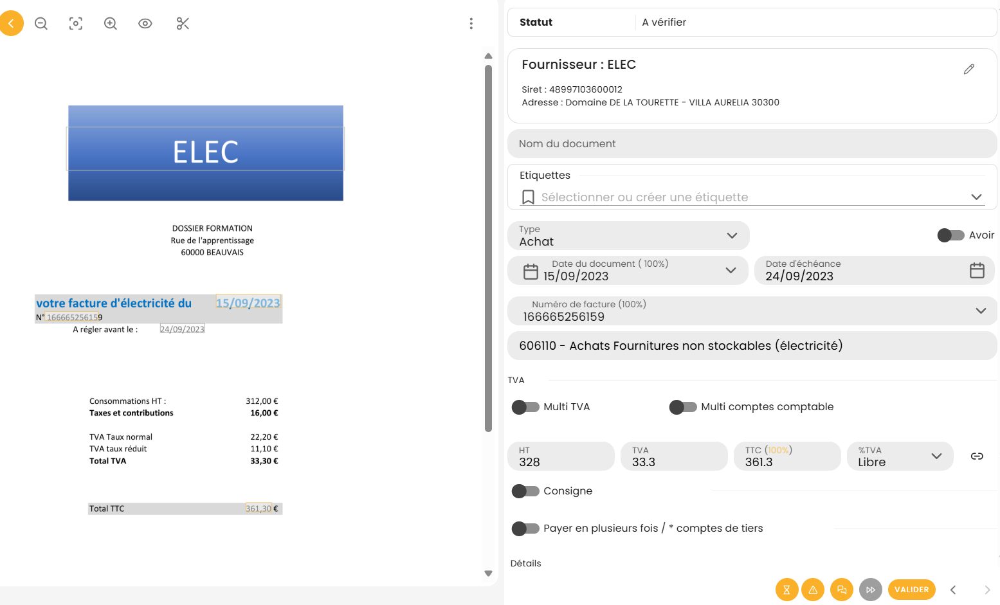 ELEC
DOSSIER FORMATION
Rue de l'apprentissage
60000 BEAUVAIS
votre facture d'électricité du 15/09/2023
N° 166665256159
A régler avant le : 24/09/2023
Consommations HT : 312,00 €
Taxes et contributions 16,00 €
TVA Taux normal 22,20 €
TVA taux réduit 11,10 €
Total TVA 33,30 €
Total TTC 361,30 €
Statut A vérifier
Fournisseur : ELEC
Siret : 48997103600012
Adresse : Domaine DE LA TOURETTE - VILLA AURELIA 30300
Nom du document
Etiquettes
Sélectionner ou créer une étiquette
Type
Achat
Avoir
Date du document ( 100%)
15/09/2023
Date d'échéance
24/09/2023
Numéro de facture (100%)
166665256159
606110 - Achats Fournitures non stockables (électricité)
TVA
Multi TVA
Multi comptes comptable
HT
328
TVA
33.3
TTC (100%)
361.3
%TVA
Libre
Consigne
Payer en plusieurs fois / * comptes de tiers
Détails
VALIDER